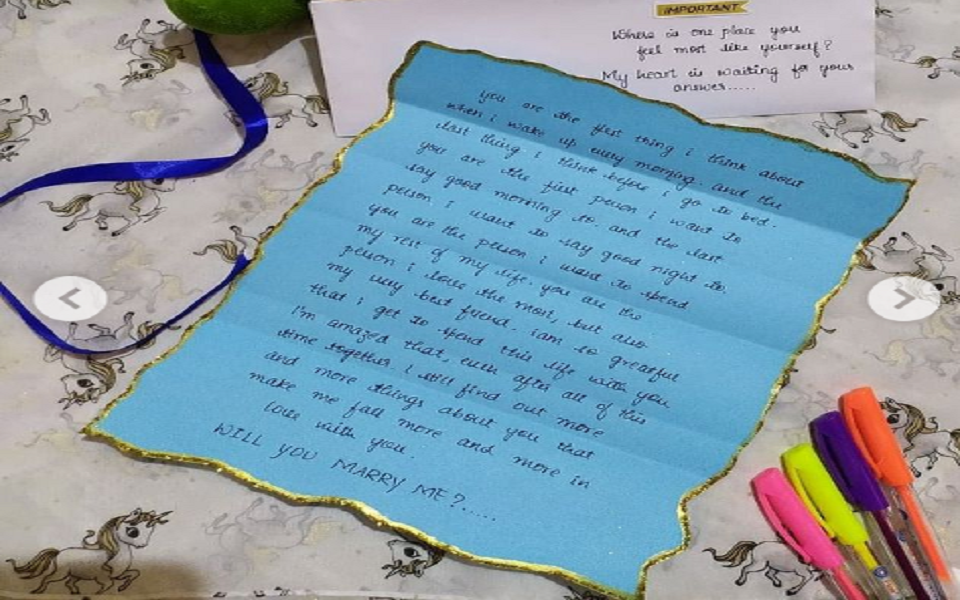 IMPORTANT
Where is one place you
feel most like yourself?
My heart is waiting for your
answer.....
you are the first thing i think about
when i wake up every morning. and the
last thing i think before i go to bed.
you are the first person i want to
say good morning to. and the last
person i want to say good night to.
you are the person i want to spend
my rest of my life. you are the
person i love the most, but also
my very best friend. i am so greatful
that i get to spend this life with you
I'm amazed that, even after all of this
time together, i still find out more
and more things about you that
make me fall more and more in
love with you.
WILL YOU MARRY ME?.....